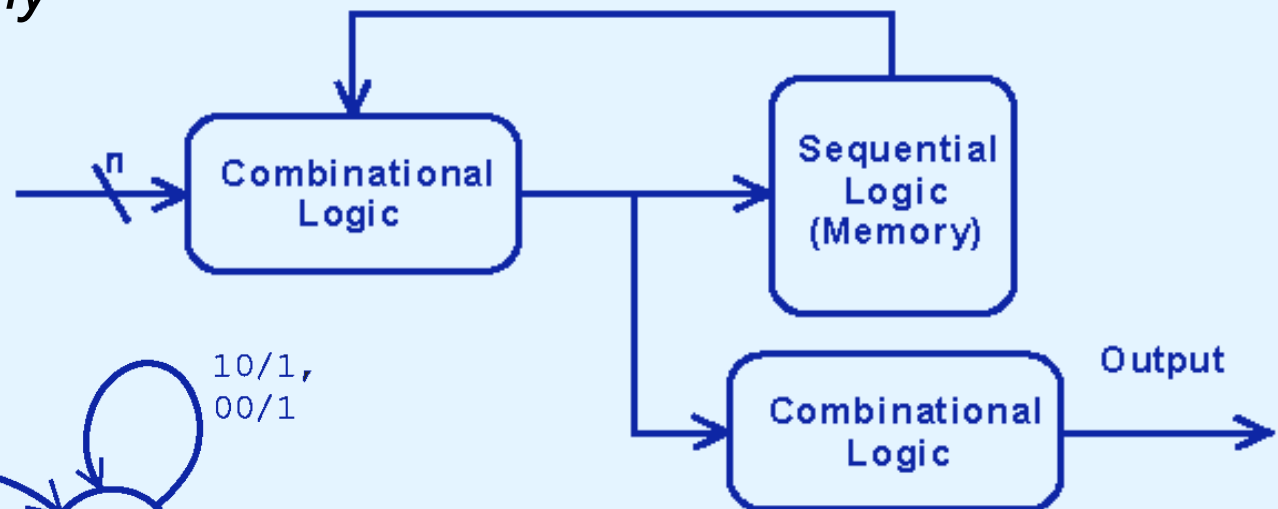 n
Combinational
Logic
Sequential
Logic
(Memory)
10/1,
00/1
Output
Combinational
Logic